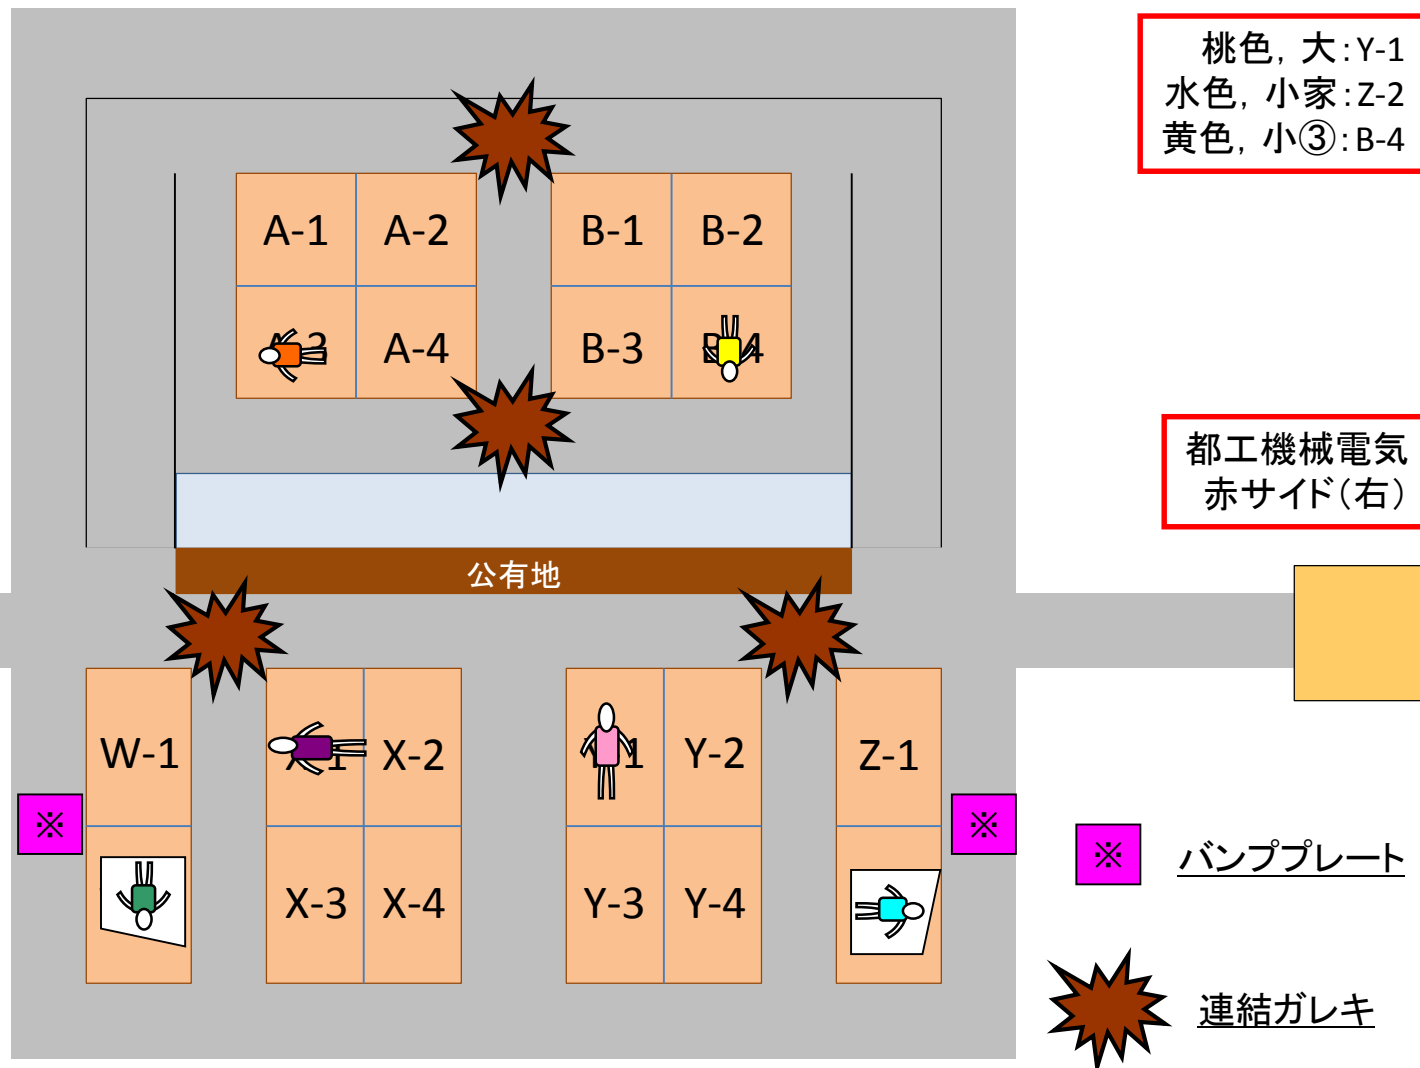 桃色，大：Y-1
水色，小家：Z-2
黄色，小③：B-4
A-1 A-2 B-1 B-2
A-4 B-3
都工機械電気
赤サイド（右）
公有地
W-1 X-2 Y-2 Z-1
※ ※ ※ バンププレート
X-3 X-4 Y-3 Y-4
連結ガレキ